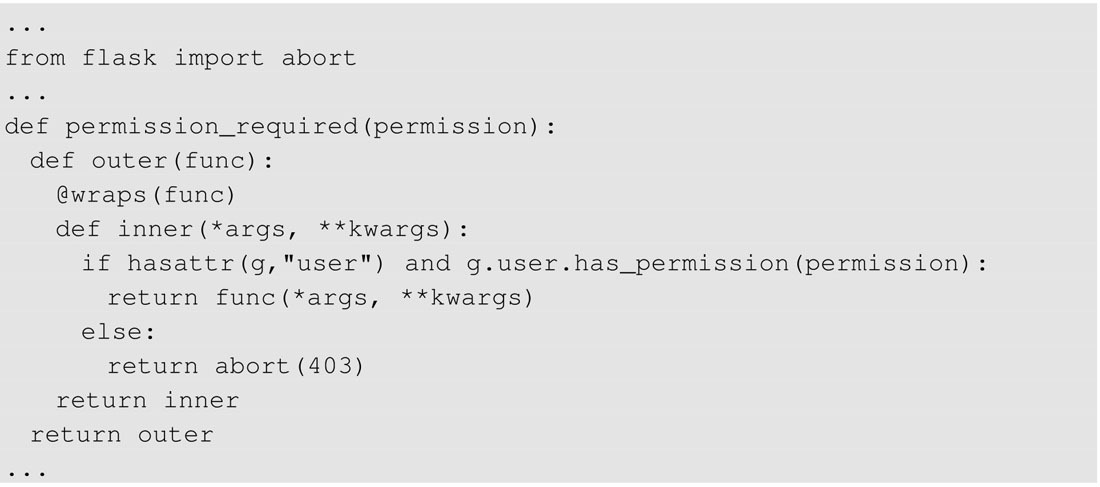 ...
from flask import abort
...
def permission_required(permission):
  def outer(func):
    @wraps(func)
    def inner(*args, **kwargs):
      if hasattr(g,"user") and g.user.has_permission(permission):
        return func(*args, **kwargs)
      else:
        return abort(403)
    return inner
  return outer
...